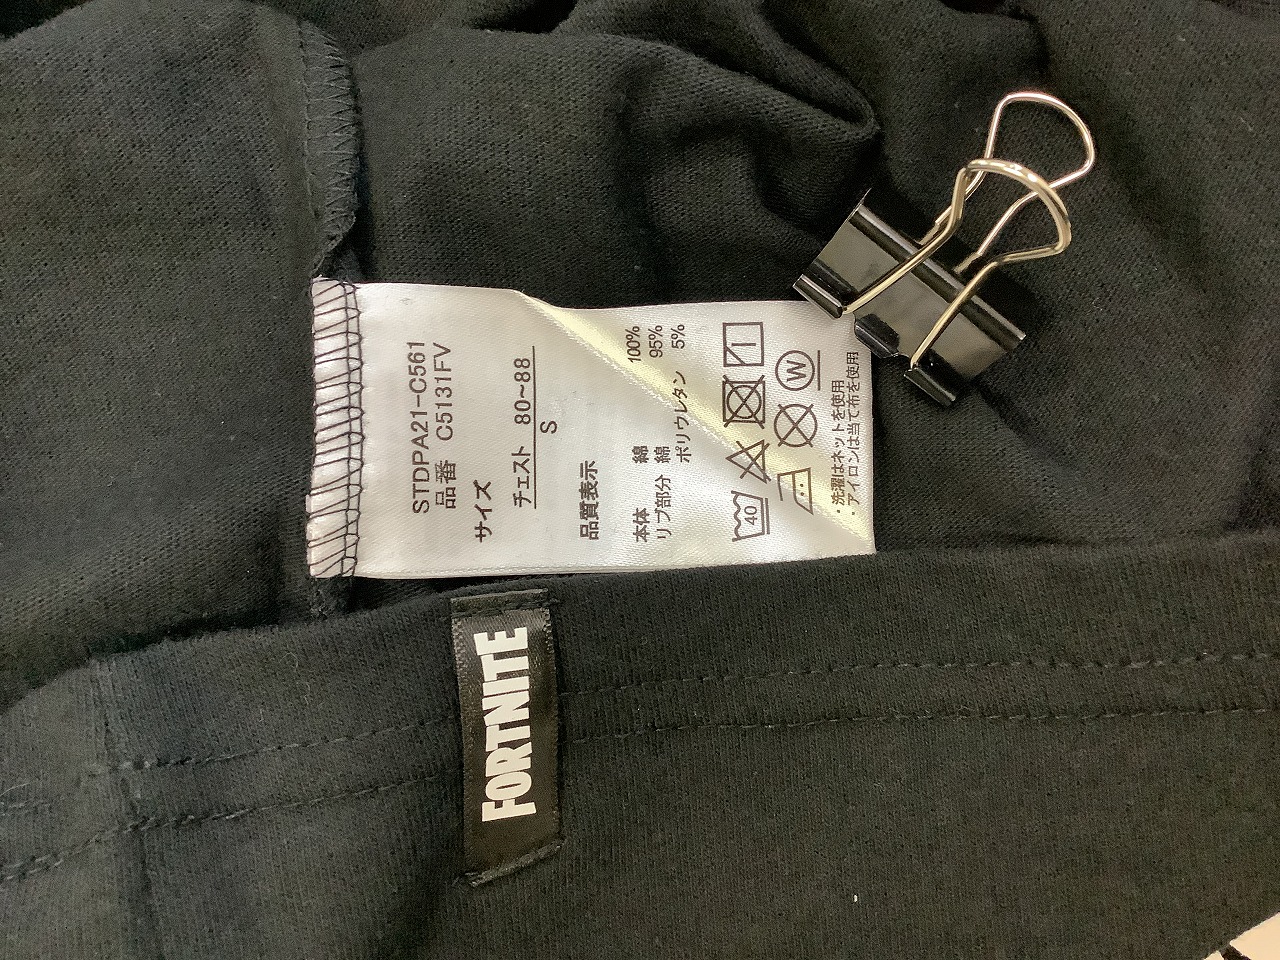 STDPA21-C561
品番 C5131FV
サイズ
チェスト 80~88
S
品質表示
本体 綿 100%
リブ部分 綿 95%
ポリウレタン 5%
40
W
・洗濯はネットを使用
・アイロンは当て布を使用
FORTNITE